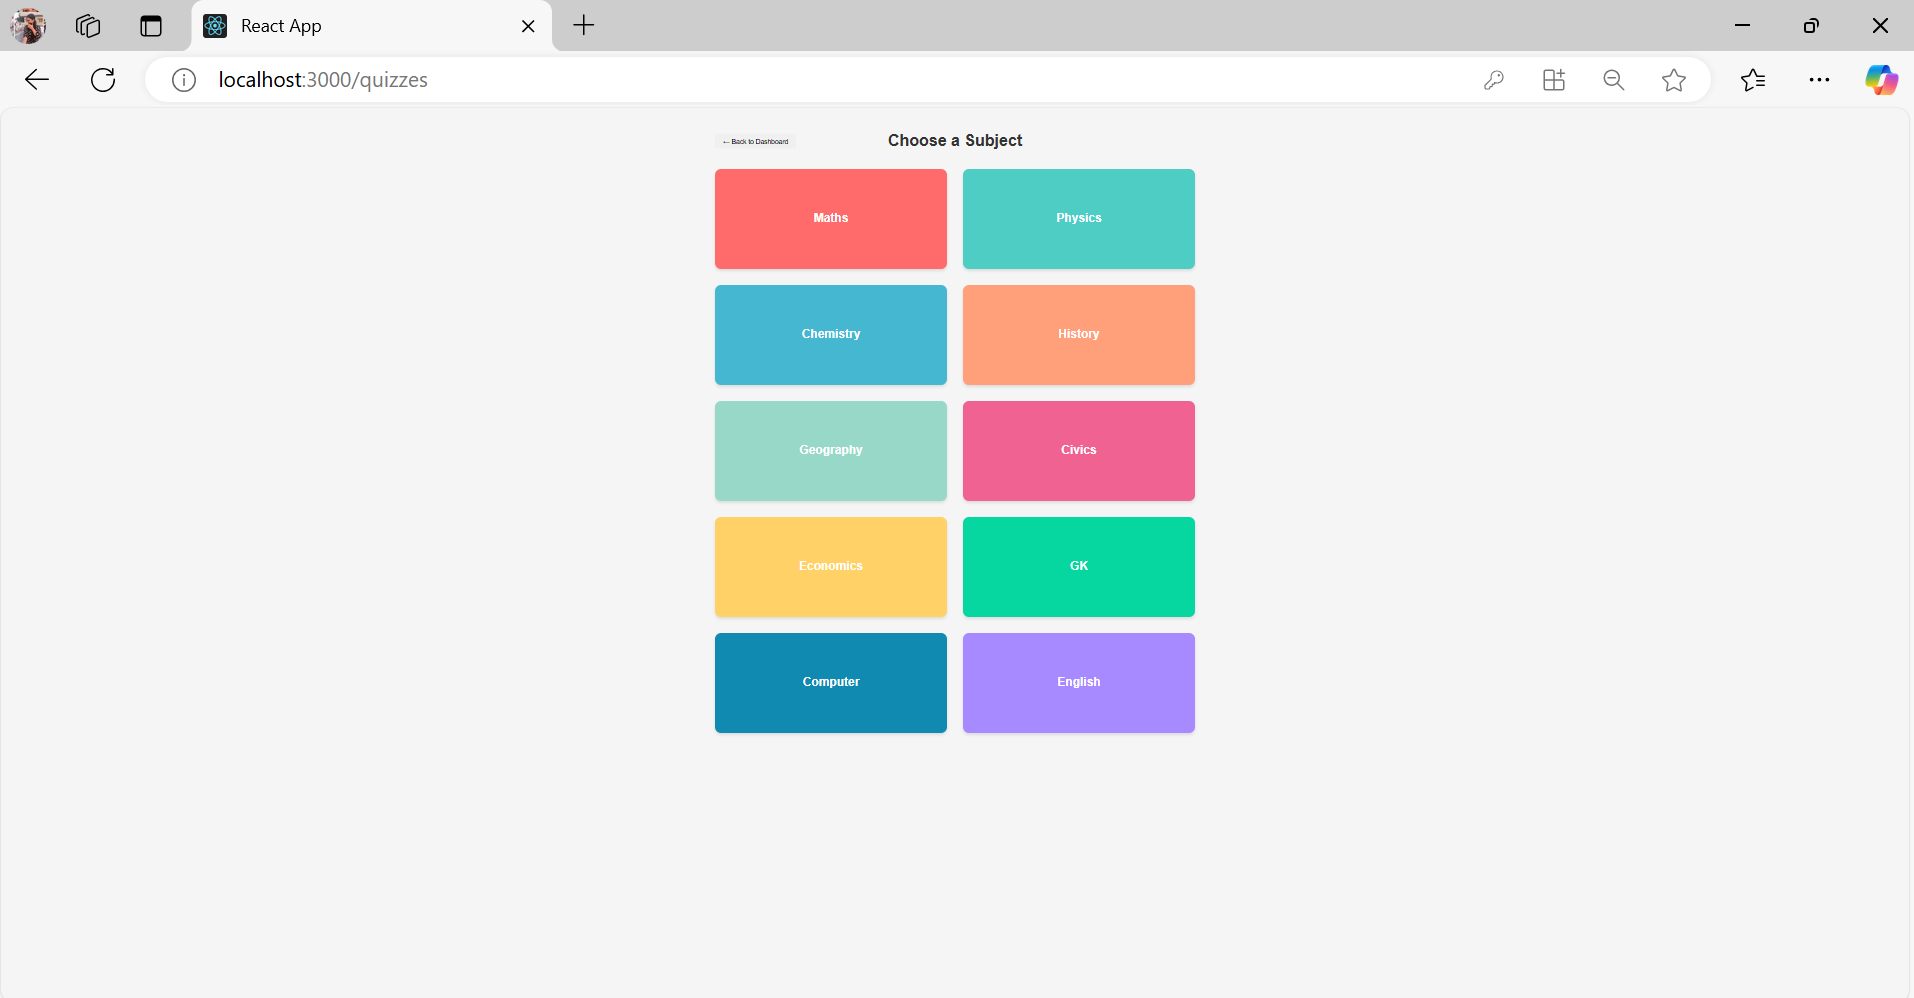 React App
localhost:3000/quizzes
← Back to Dashboard
Choose a Subject
Maths
Physics
Chemistry
History
Geography
Civics
Economics
GK
Computer
English